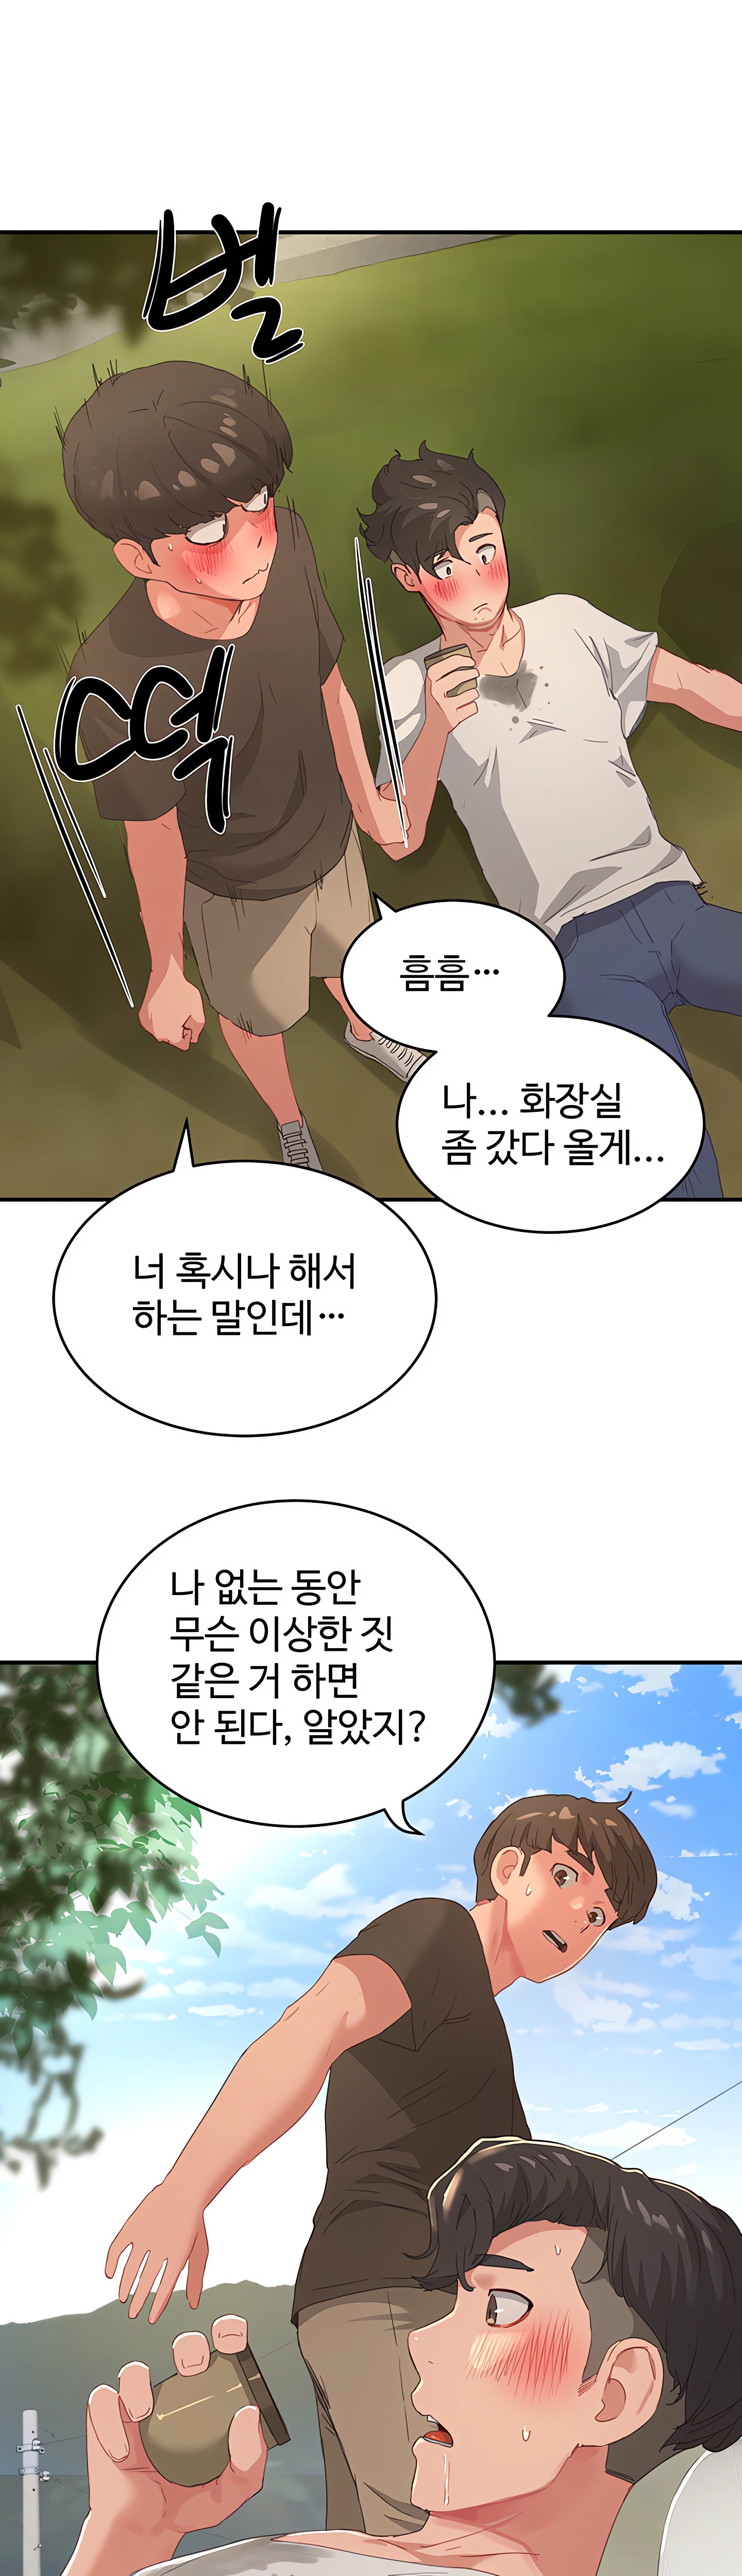 벌
떡
흠흠…
나... 화장실
좀 갔다 올게...
너 혹시나 해서
하는 말인데…
나 없는 동안
무슨 이상한 짓
같은 거 하면
안 된다, 알았지?